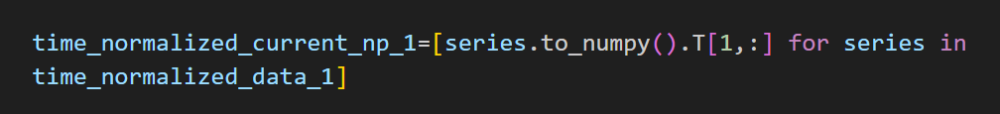 time_normalized_current_np_1=[series.to_numpy().T[1,:] for series in
time_normalized_data_1]